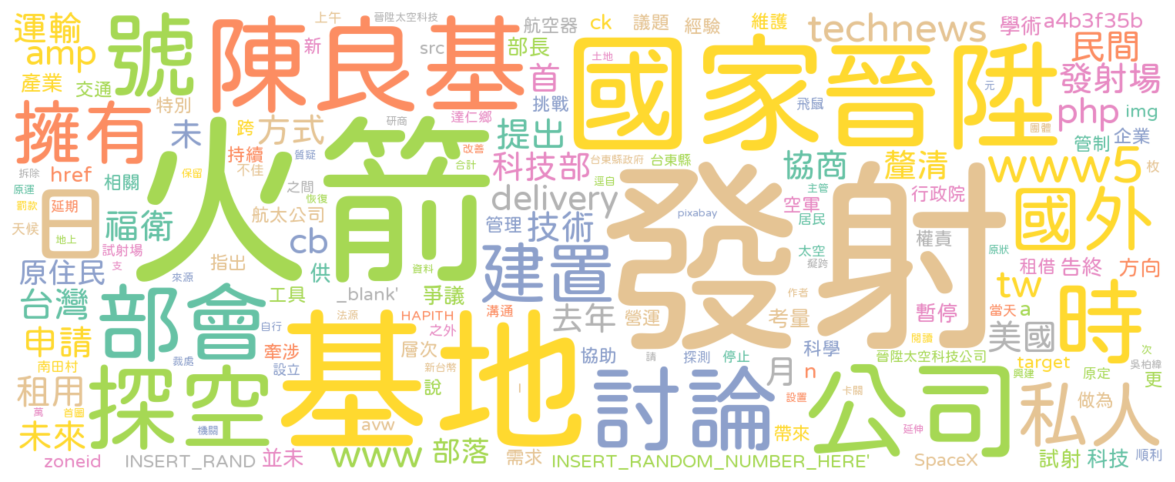 運輸
amp
號
陳良基
src
上午
新
晉陞太空科技
航空器
部長
ck
議題
經驗
維護
technews
學術
a4b3f35b
民間
產業
交通
特別
首
挑戰
土地
國家
晉陞
元
飛鼠
團體
發射場
擁有
未
跨
方式
達仁鄉
研商
提出
php
img
企業
管制
拆除
href
相關
持續
不佳
質疑
改善
合計
科技部
台東縣政府
台東縣
協商
釐清
www5
枚
原運
罰款
延期
日
地上
天候
福衛
保留
之間
恢復
火箭
delivery
逕自
主管
空軍
居民
行政院
國外
航太公司
cb
管理
技術
pixabay
發射
權責
太空
原狀
試射場
支
原住民
指出
供
來源
資料
建置
擬跨
租借
告終
方向
台灣
部會
工具
_blank'
爭議
溝通
HAPITH
之外
法源
去年
營運
作者
考量
暫停
當天
a
tw
時
申請
自行
牽涉
層次
新台幣
設立
裁處
基地
協助
請
探測
停止
科學
閱讀
晉陞太空科技公司
美國
target
次
吳柏緯
興建
南田村
租用
探空
討論
月
n
說
設置
卡關
公司
原定
更
私人
做為
未來
萬
首圖
機關
avw
www
部落
需求
帶來
延伸
zoneid
INSERT_RAND
並未
INSERT_RANDOM_NUMBER_HERE'
SpaceX
試射
科技
順利